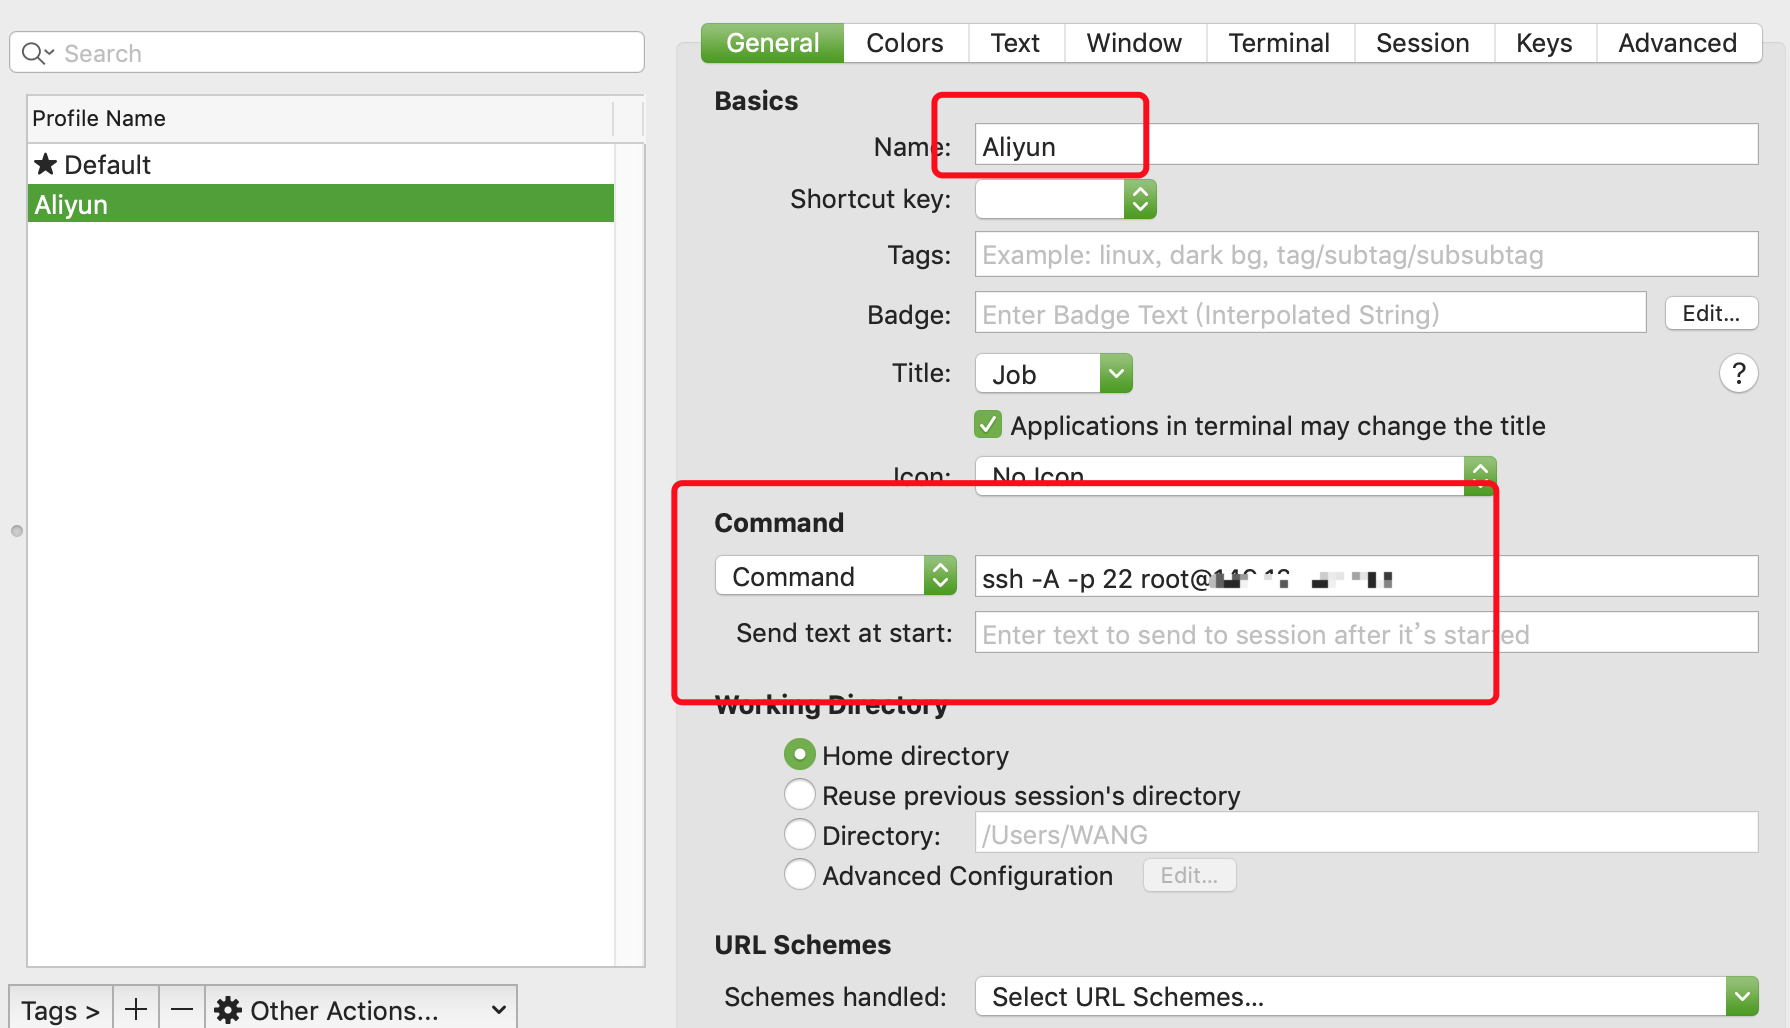 Search
Profile Name
★ Default
Aliyun
Tags >
+
—
Other Actions...
General Colors Text Window Terminal Session Keys Advanced
Basics
Name: Aliyun
Shortcut key:
Tags: Example: linux, dark bg, tag/subtag/subsubtag
Badge: Enter Badge Text (Interpolated String) Edit...
Title: Job ?
Applications in terminal may change the title
Icon: No Icon
Command
Command ssh -A -p 22 root@
Send text at start: Enter text to send to session after it's started
Working Directory
Home directory
Reuse previous session's directory
Directory: /Users/WANG
Advanced Configuration Edit...
URL Schemes
Schemes handled: Select URL Schemes...